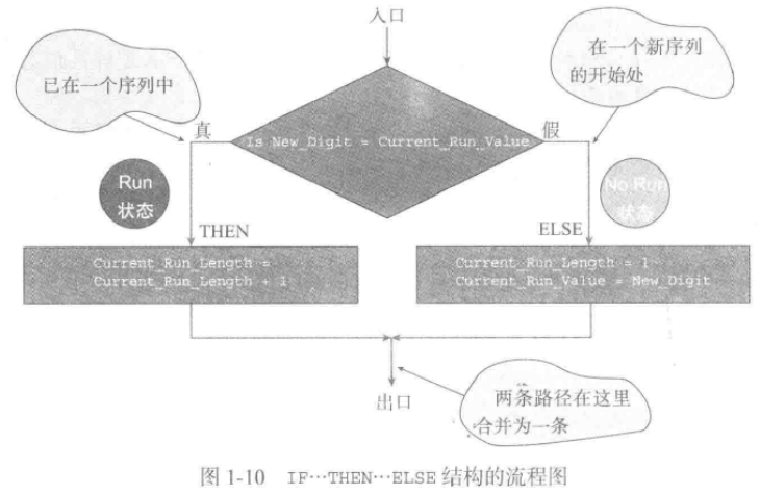 入口
已在一个序列中
在一个新序列
的开始处
真
Is New_Digit = Current_Run_Value
假
Run
状态
No Run
状态
THEN
ELSE
Current_Run_Length =
Current_Run_Length + 1
Current_Run_Length = 1
Current_Run_Value = New_Digit
出口
两条路径在这里
合并为一条
图 1-10 IF…THEN…ELSE 结构的流程图